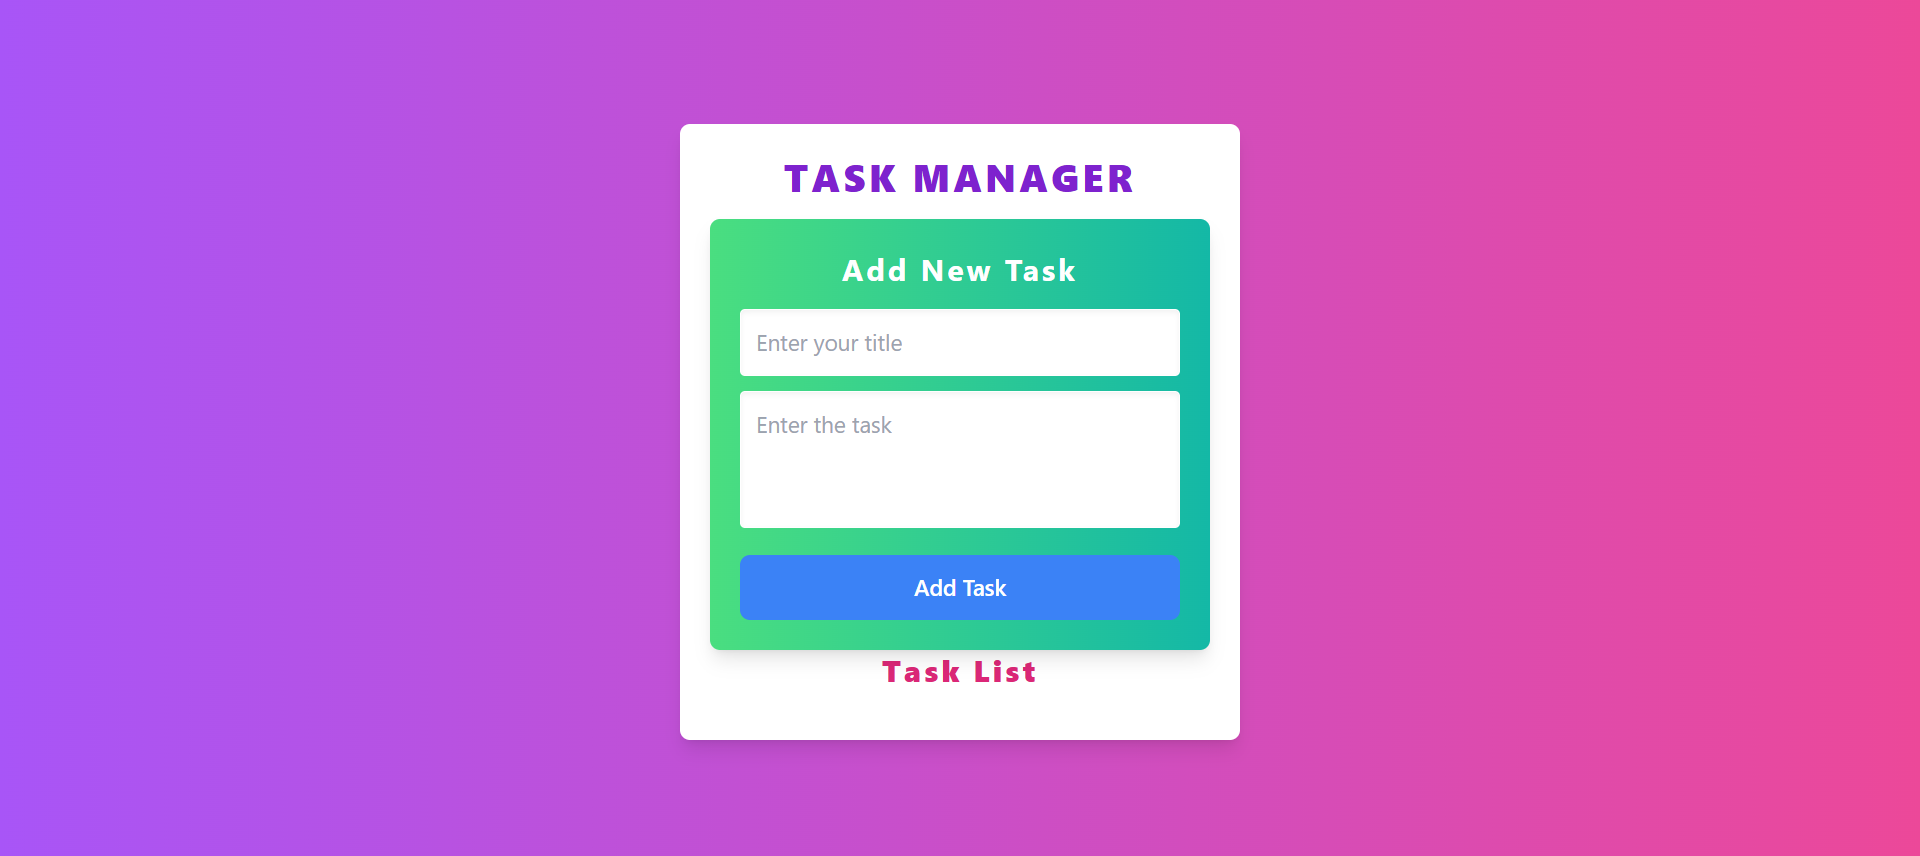 TASK MANAGER
Add New Task
Enter your title
Enter the task
Add Task
Task List